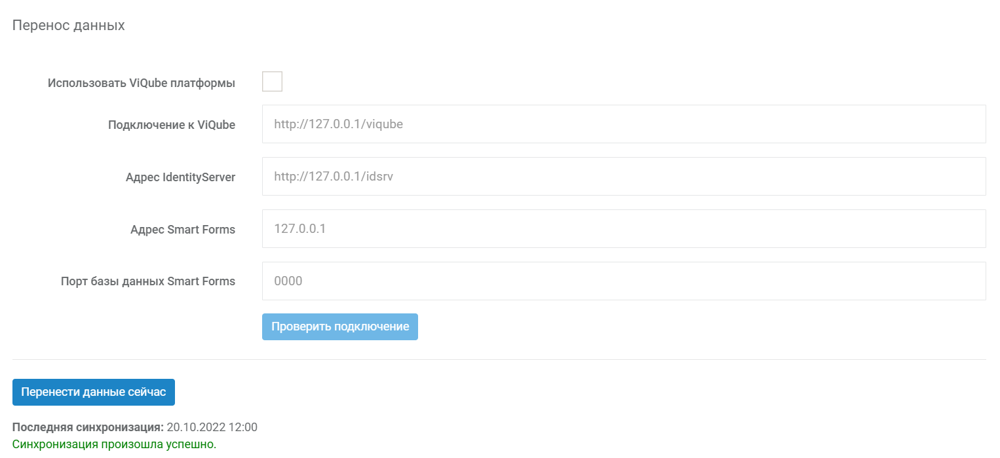 Перенос данных
Использовать ViQube платформы
Подключение к ViQube
http://127.0.0.1/viqube
Адрес IdentityServer
http://127.0.0.1/idsrv
Адрес Smart Forms
127.0.0.1
Порт базы данных Smart Forms
0000
Проверить подключение
Перенести данные сейчас
Последняя синхронизация: 20.10.2022 12:00
Синхронизация произошла успешно.